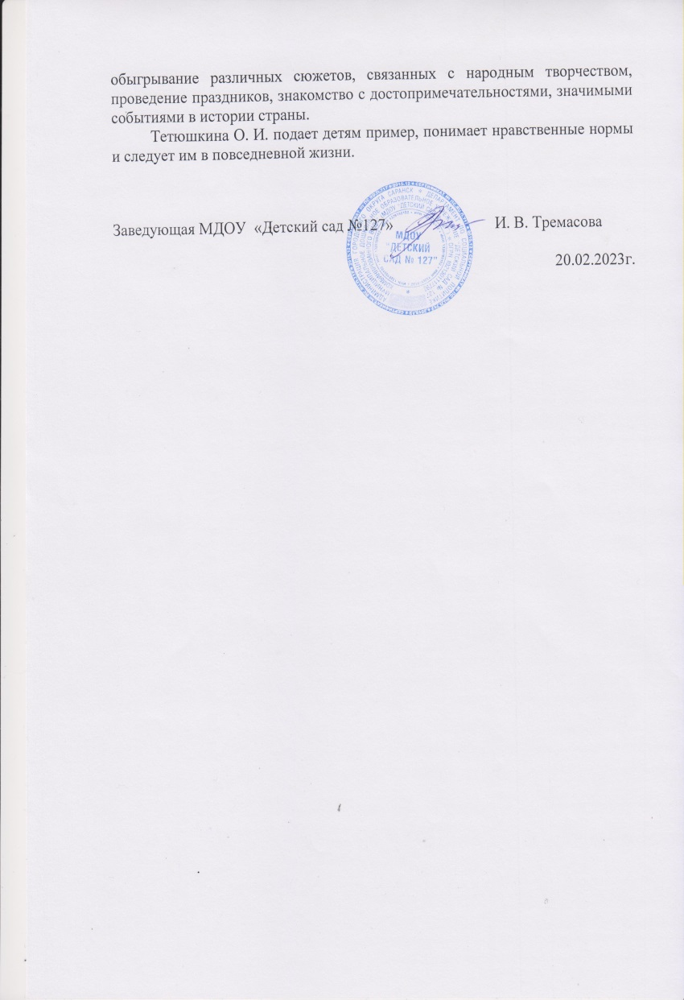 обыгрывание различных сюжетов, связанных с народным творчеством,
проведение праздников, знакомство с достопримечательностями, значимыми
событиями в истории страны.
Тетюшкина О. И. подает детям пример, понимает нравственные нормы
и следует им в повседневной жизни.
Заведующая МДОУ «Детский сад №127» И. В. Тремасова
МДОУ
"ДЕТСКИЙ
САД № 127"
20.02.2023г.